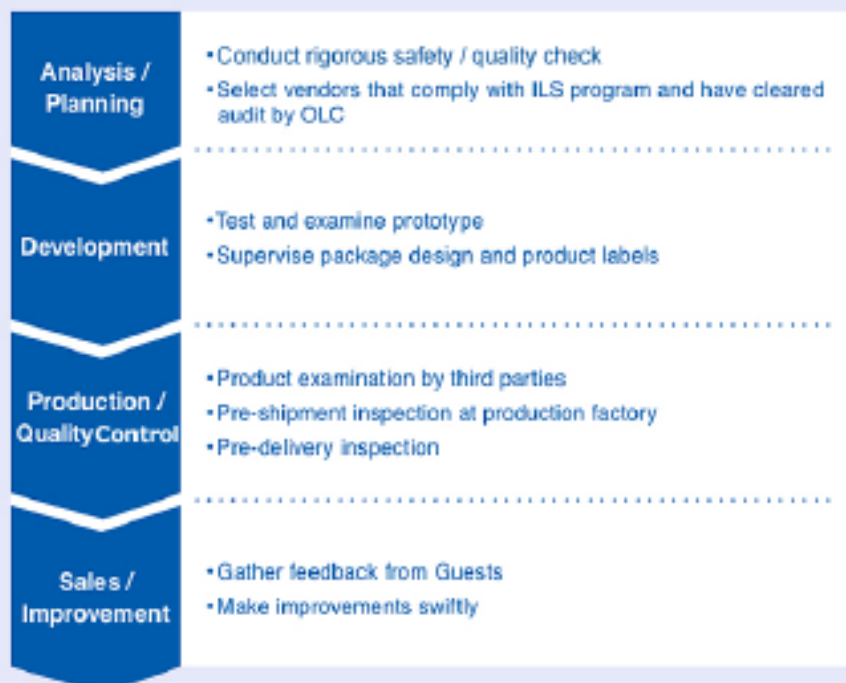 Analysis /
Planning
•Conduct rigorous safety / quality check
•Select vendors that comply with ILS program and have cleared
audit by OLC
Development
•Test and examine prototype
•Supervise package design and product labels
Production /
QualityControl
•Product examination by third parties
•Pre-shipment inspection at production factory
•Pre-delivery inspection
Sales /
Improvement
•Gather feedback from Guests
•Make improvements swiftly